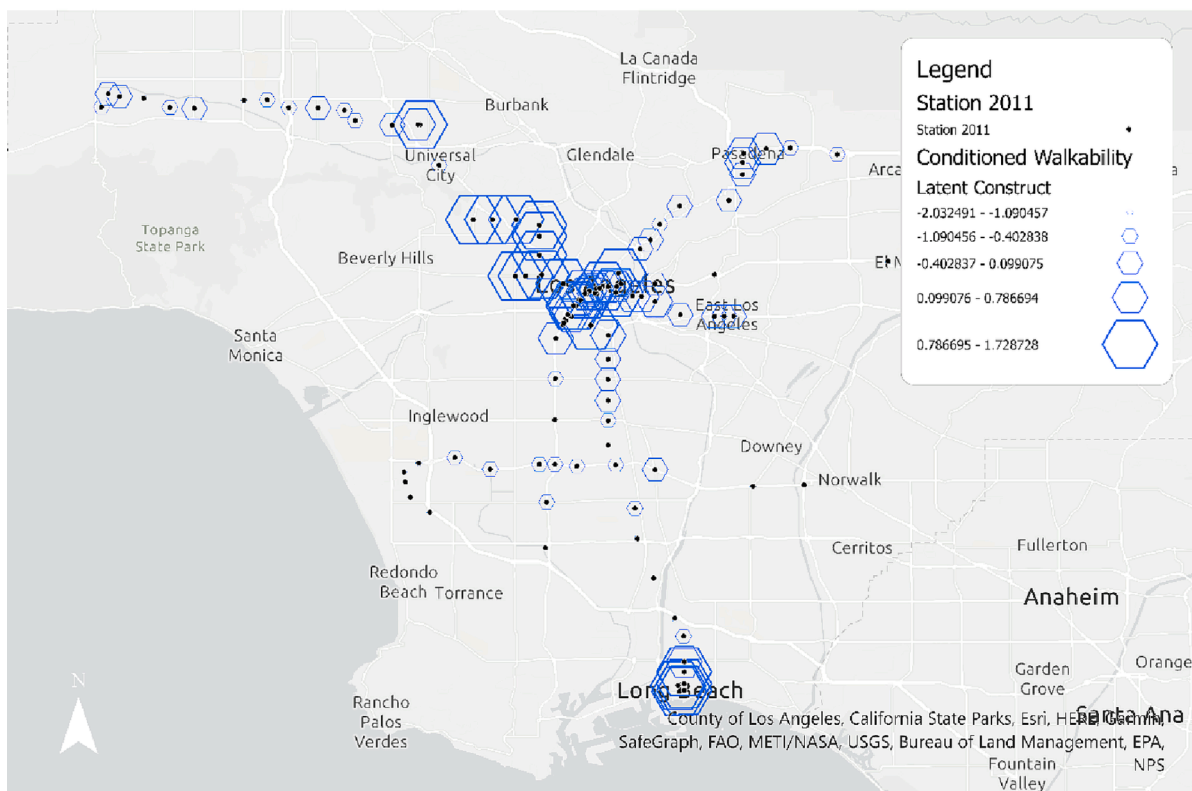 La Canada
Flintridge
Burbank
Universal
City
Glendale
Pasadena
Arca
a
Topanga
State Park
Beverly Hills
Los Angeles
El M
East Los
Angeles
Santa
Monica
Inglewood
Downey
Norwalk
Cerritos
Fullerton
Redondo
Beach
Torrance
Anaheim
Garden
Grove
Orange
Long Beach
Rancho
Palos
Verdes
Santa Ana
Fountain
Valley
N
Legend
Station 2011
Station 2011
Conditioned Walkability
Latent Construct
-2.032491 - -1.090457
-1.090456 - -0.402838
-0.402837 - 0.099075
0.099076 - 0.786694
0.786695 - 1.728728
County of Los Angeles, California State Parks, Esri, HERE, Garmin,
SafeGraph, FAO, METI/NASA, USGS, Bureau of Land Management, EPA,
NPS